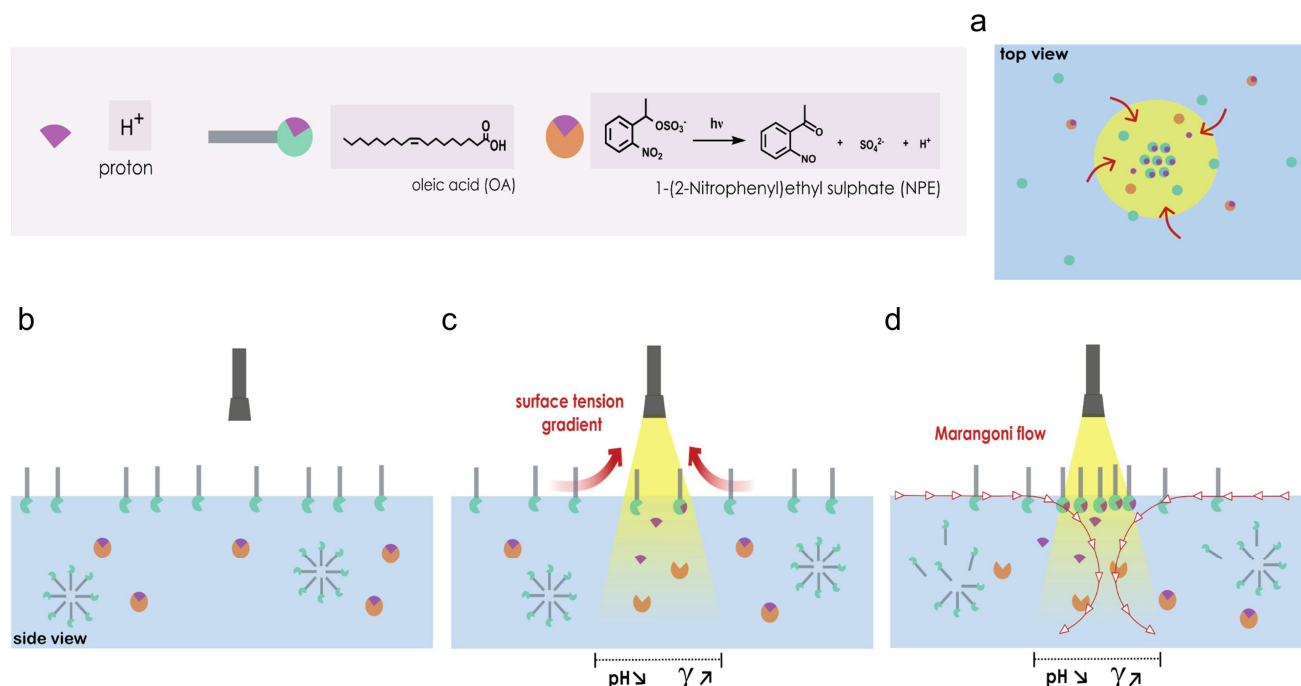 a
top view
H+
proton
O
OH
oleic acid (OA)
OSO₃⁻
NO₂
hν
O
NO
+ SO₄²⁻ + H⁺
1-(2-Nitrophenyl)ethyl sulphate (NPE)
b
side view
c
surface tension
gradient
pH↘ γ↗
d
Marangoni flow
pH↘ γ↗